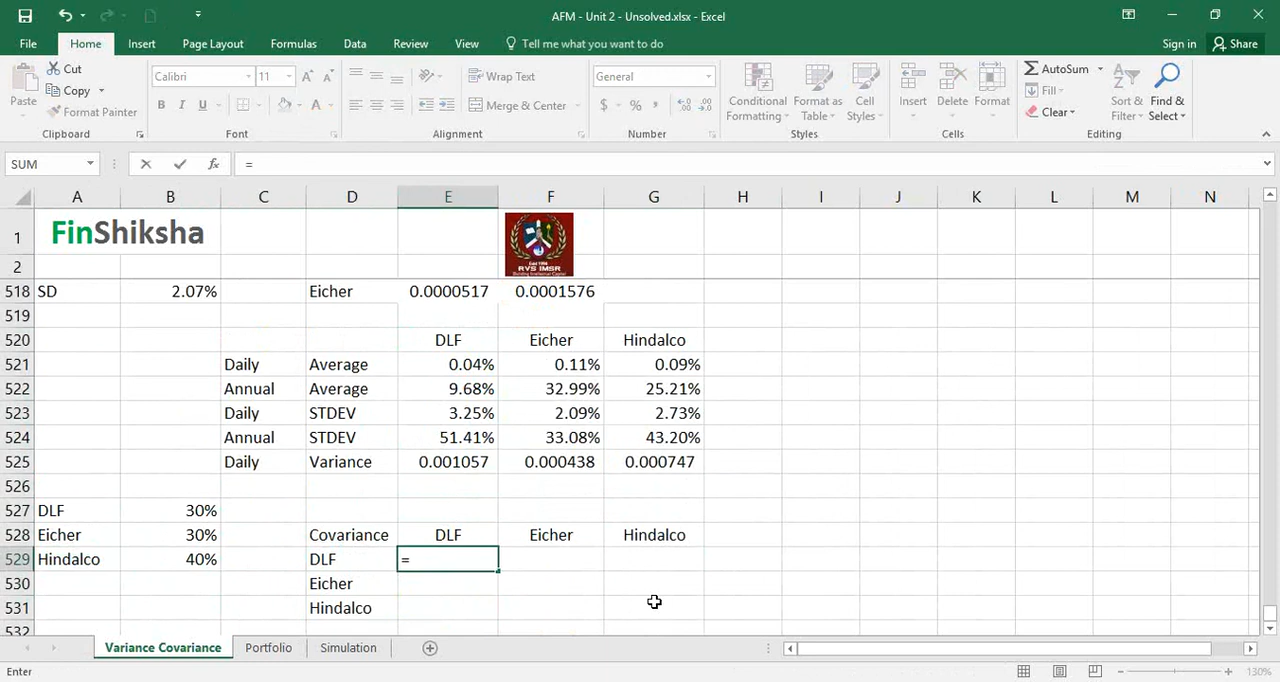 AFM - Unit 2 - Unsolved.xlsx - Excel
File Home Insert Page Layout Formulas Data Review View Tell me what you want to do Sign in Share
Paste Cut Copy Format Painter Clipboard
Calibri 11 B I U A Font
Wrap Text Merge & Center Alignment
General $ % , Number
Conditional Formatting Format as Table Cell Styles Styles
Insert Delete Format Cells
AutoSum Fill Clear Sort & Filter Find & Select Editing
SUM fx =
A B C D E F G H I J K L M N
1 FinShiksha RVS IMSR
2
518 SD 2.07% Eicher 0.0000517 0.0001576
519
520 DLF Eicher Hindalco
521 Daily Average 0.04% 0.11% 0.09%
522 Annual Average 9.68% 32.99% 25.21%
523 Daily STDEV 3.25% 2.09% 2.73%
524 Annual STDEV 51.41% 33.08% 43.20%
525 Daily Variance 0.001057 0.000438 0.000747
526
527 DLF 30%
528 Eicher 30% Covariance DLF Eicher Hindalco
529 Hindalco 40% DLF =
530 Eicher
531 Hindalco
532
Variance Covariance Portfolio Simulation
Enter 130%